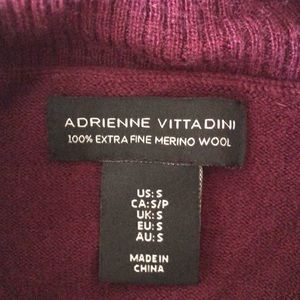 ADRIENNE VITTADINI
100% EXTRA FINE MERINO WOOL
US: S
CA: S/P
UK: S
EU: S
AU: S
MADE IN
CHINA